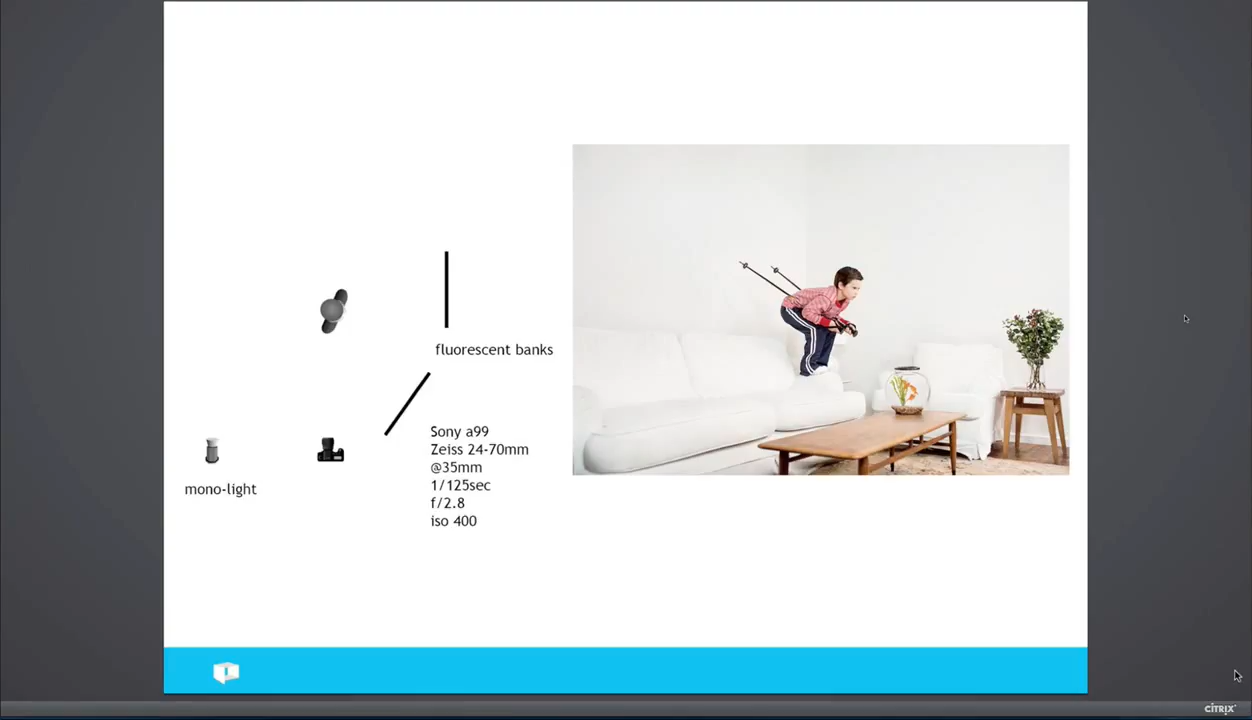 fluorescent banks
Sony a99
Zeiss 24-70mm
@35mm
1/125sec
f/2.8
iso 400
mono-light
CITRIX